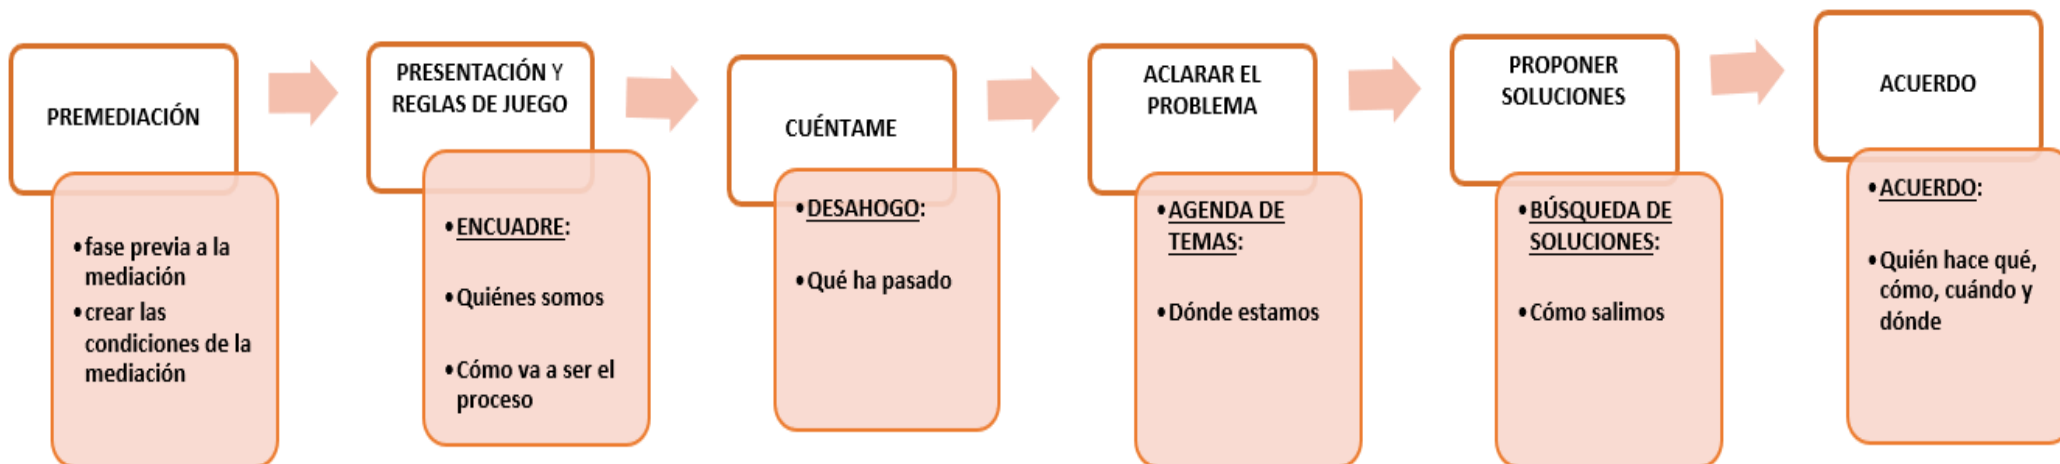 PREMEDIACIÓN
•fase previa a la
mediación
•crear las
condiciones de la
mediación
PRESENTACIÓN Y
REGLAS DE JUEGO
•ENCUADRE:
•Quiénes somos
•Cómo va a ser el
proceso
CUÉNTAME
•DESAHOGO:
•Qué ha pasado
ACLARAR EL
PROBLEMA
•AGENDA DE
TEMAS:
•Dónde estamos
PROPONER
SOLUCIONES
•BÚSQUEDA DE
SOLUCIONES:
•Cómo salimos
ACUERDO
•ACUERDO:
•Quién hace qué,
cómo, cuándo y
dónde